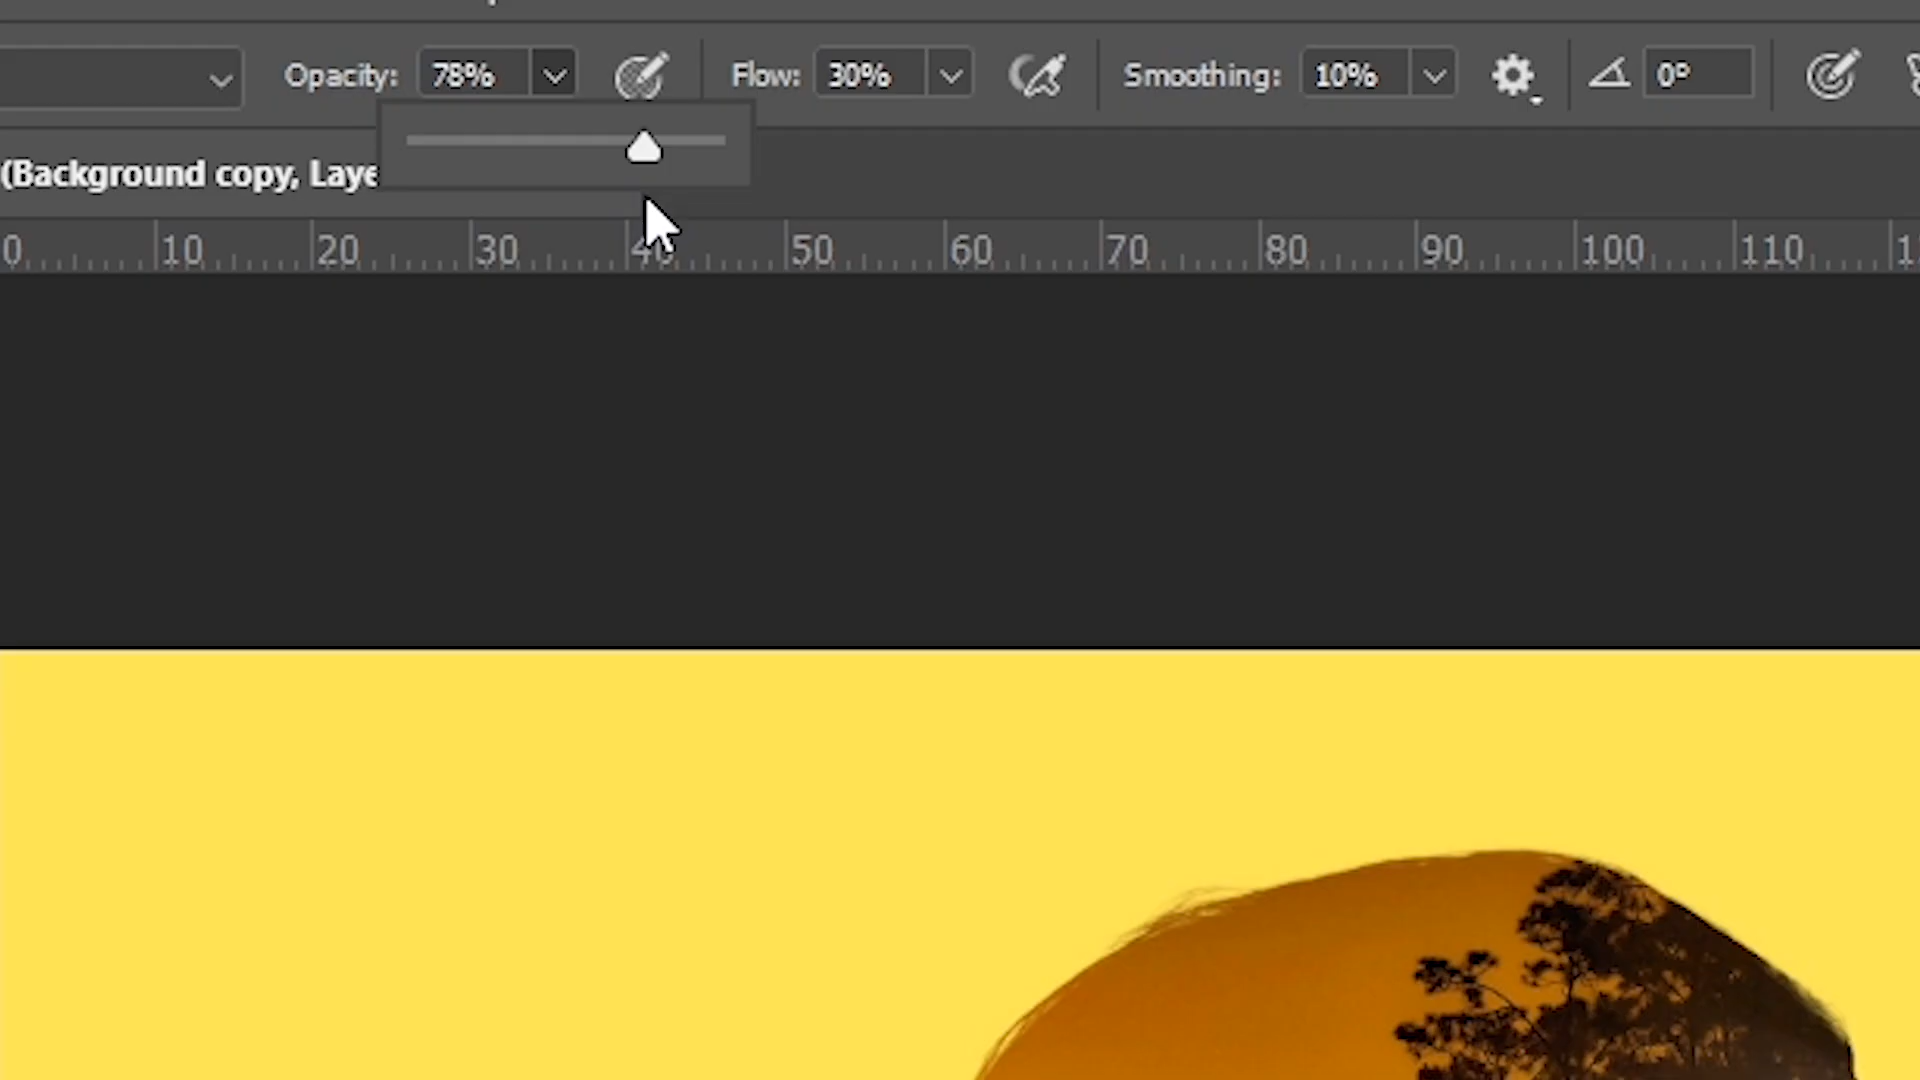 Opacity: 78% Flow: 30% Smoothing: 10% 0°
(Background copy, Laye
0 10 20 30 40 50 60 70 80 90 100 110